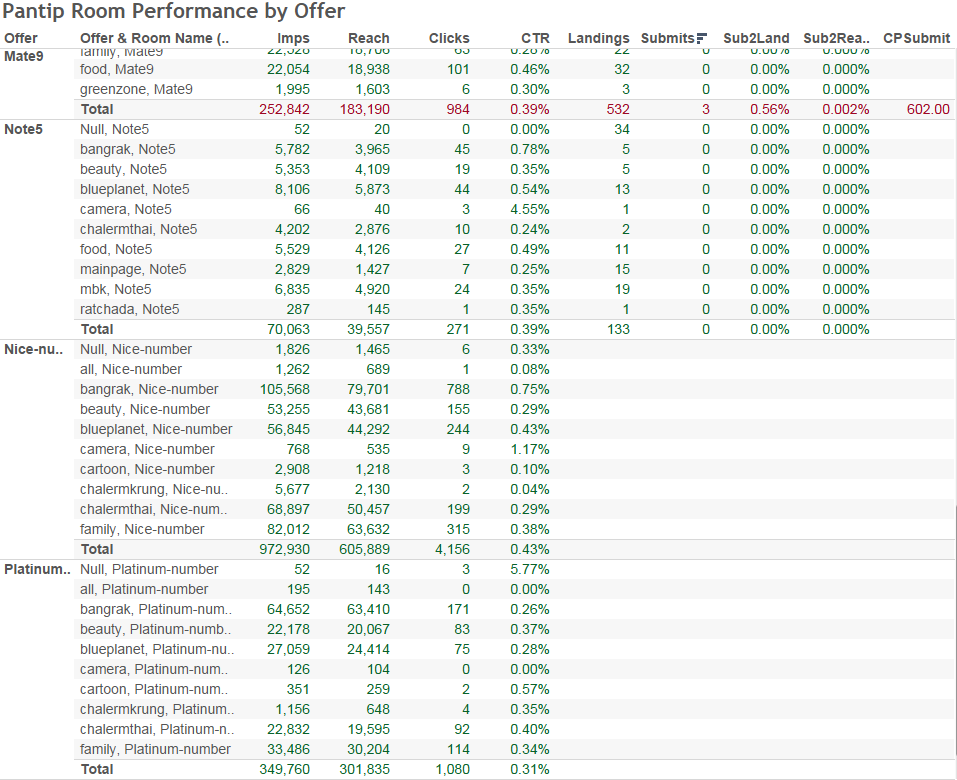 Pantip Room Performance by Offer
Offer Offer & Room Name (.. Imps Reach Clicks CTR Landings Submits Sub2Land Sub2Rea.. CPSubmit
Mate9 family, Mate9 22,528 18,706 63 0.28% 22 0 0.00% 0.000%
food, Mate9 22,054 18,938 101 0.46% 32 0 0.00% 0.000%
greenzone, Mate9 1,995 1,603 6 0.30% 3 0 0.00% 0.000%
Total 252,842 183,190 984 0.39% 532 3 0.56% 0.002% 602.00
Note5 Null, Note5 52 20 0 0.00% 34 0 0.00% 0.000%
bangrak, Note5 5,782 3,965 45 0.78% 5 0 0.00% 0.000%
beauty, Note5 5,353 4,109 19 0.35% 5 0 0.00% 0.000%
blueplanet, Note5 8,106 5,873 44 0.54% 13 0 0.00% 0.000%
camera, Note5 66 40 3 4.55% 1 0 0.00% 0.000%
chalermthai, Note5 4,202 2,876 10 0.24% 2 0 0.00% 0.000%
food, Note5 5,529 4,126 27 0.49% 11 0 0.00% 0.000%
mainpage, Note5 2,829 1,427 7 0.25% 15 0 0.00% 0.000%
mbk, Note5 6,835 4,920 24 0.35% 19 0 0.00% 0.000%
ratchada, Note5 287 145 1 0.35% 1 0 0.00% 0.000%
Total 70,063 39,557 271 0.39% 133 0 0.00% 0.000%
Nice-nu.. Null, Nice-number 1,826 1,465 6 0.33%
all, Nice-number 1,262 689 1 0.08%
bangrak, Nice-number 105,568 79,701 788 0.75%
beauty, Nice-number 53,255 43,681 155 0.29%
blueplanet, Nice-number 56,845 44,292 244 0.43%
camera, Nice-number 768 535 9 1.17%
cartoon, Nice-number 2,908 1,218 3 0.10%
chalermkrung, Nice-nu.. 5,677 2,130 2 0.04%
chalermthai, Nice-num.. 68,897 50,457 199 0.29%
family, Nice-number 82,012 63,632 315 0.38%
Total 972,930 605,889 4,156 0.43%
Platinum.. Null, Platinum-number 52 16 3 5.77%
all, Platinum-number 195 143 0 0.00%
bangrak, Platinum-num.. 64,652 63,410 171 0.26%
beauty, Platinum-numb.. 22,178 20,067 83 0.37%
blueplanet, Platinum-num.. 27,059 24,414 75 0.28%
camera, Platinum-num.. 126 104 0 0.00%
cartoon, Platinum-num.. 351 259 2 0.57%
chalermkrung, Platinum.. 1,156 648 4 0.35%
chalermthai, Platinum-n.. 22,832 19,595 92 0.40%
family, Platinum-number 33,486 30,204 114 0.34%
Total 349,760 301,835 1,080 0.31%